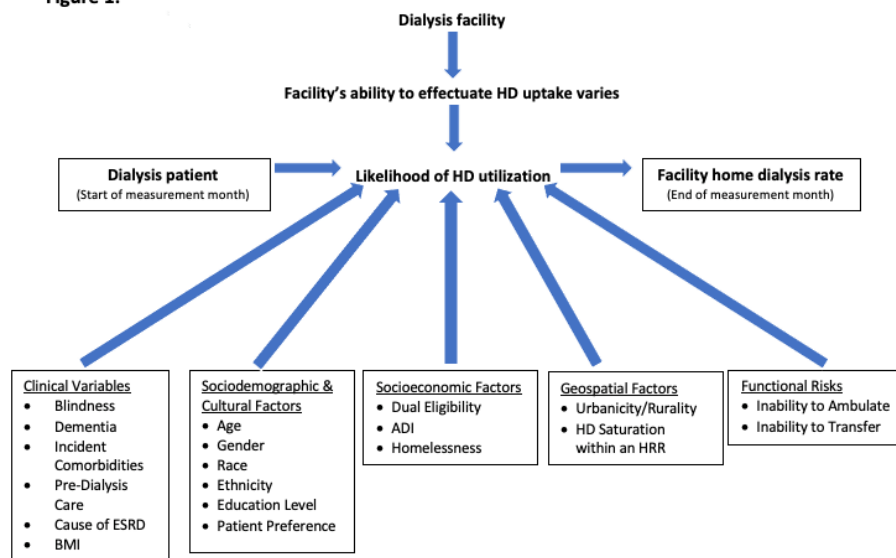 Figure 1.
Dialysis facility
Facility's ability to effectuate HD uptake varies
Dialysis patient
(Start of measurement month)
Likelihood of HD utilization
Facility home dialysis rate
(End of measurement month)
Clinical Variables
• Blindness
• Dementia
• Incident
Comorbidities
• Pre-Dialysis
Care
• Cause of ESRD
• BMI
Sociodemographic &
Cultural Factors
• Age
• Gender
• Race
• Ethnicity
• Education Level
• Patient Preference
Socioeconomic Factors
• Dual Eligibility
• ADI
• Homelessness
Geospatial Factors
• Urbanicity/Rurality
• HD Saturation
within an HRR
Functional Risks
• Inability to Ambulate
• Inability to Transfer